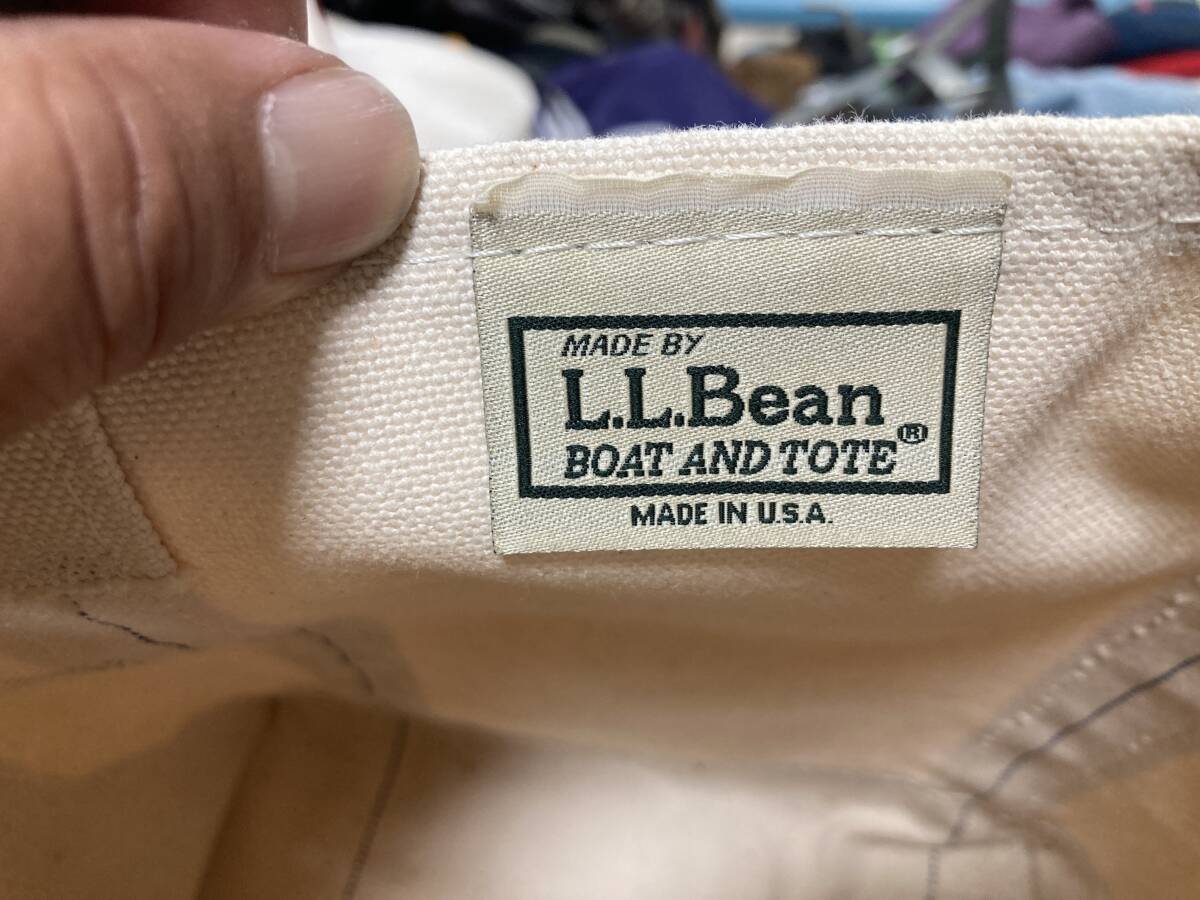 MADE BY
L.L.Bean
BOAT AND TOTE®
MADE IN U.S.A.